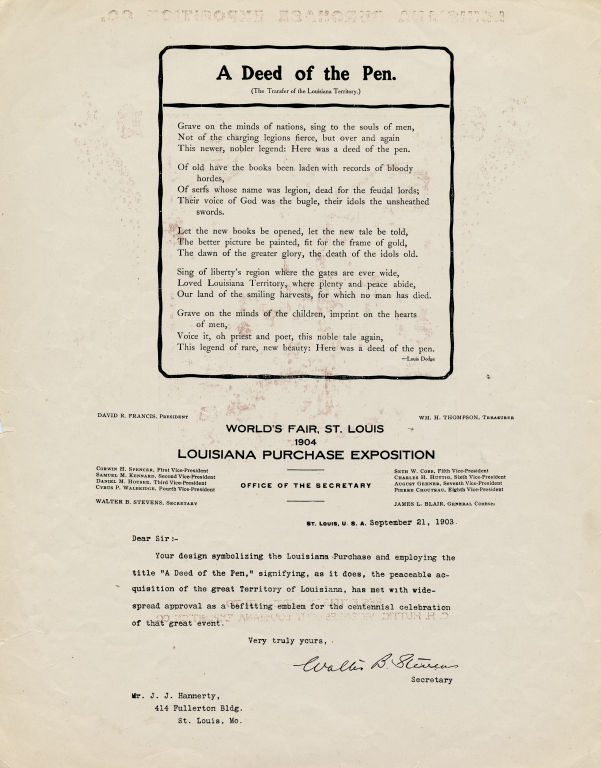 A Deed of the Pen.
(The Transfer of the Louisiana Territory.)
Grave on the minds of nations, sing to the souls of men,
Not of the charging legions fierce, but over and again
This newer, nobler legend: Here was a deed of the pen.
Of old have the books been laden with records of bloody
hordes,
Of serfs whose name was legion, dead for the feudal lords;
Their voice of God was the bugle, their idols the unsheathed
swords.
Let the new books be opened, let the new tale be told,
The better picture be painted, fit for the frame of gold,
The dawn of the greater glory, the death of the idols old.
Sing of liberty's region where the gates are ever wide,
Loved Louisiana Territory, where plenty and peace abide,
Our land of the smiling harvests, for which no man has died.
Grave on the minds of the children, imprint on the hearts
of men,
Voice it, oh priest and poet, this noble tale again,
This legend of rare, new beauty: Here was a deed of the pen.
—Louis Dodge
DAVID R. FRANCIS, PRESIDENT
WM. H. THOMPSON, TREASURER
WORLD'S FAIR, ST. LOUIS
1904
LOUISIANA PURCHASE EXPOSITION
CORWIN H. SPENCER, First Vice-President
SAMUEL M. KENNARD, Second Vice-President
DANIEL M. HOUSER, Third Vice-President
CYRUS P. WALBRIDGE, Fourth Vice-President
WALTER B. STEVENS, SECRETARY
OFFICE OF THE SECRETARY
SETH W. COBB, Fifth Vice-President
CHARLES H. HUTTIG, Sixth Vice-President
AUGUST GEHNER, Seventh Vice-President
PIERRE CHOUTEAU, Eighth Vice-President
JAMES L. BLAIR, GENERAL COUNSEL
ST. LOUIS, U. S. A. September 21, 1903.
Dear Sir:-
Your design symbolizing the Louisiana Purchase and employing the
title "A Deed of the Pen," signifying, as it does, the peaceable ac-
quisition of the great Territory of Louisiana, has met with wide-
spread approval as a befitting emblem for the centennial celebration
of that great event.
Very truly yours,
Walter B. Stevens
Secretary
Mr. J. J. Hannerty,
414 Fullerton Bldg.
St. Louis, Mo.